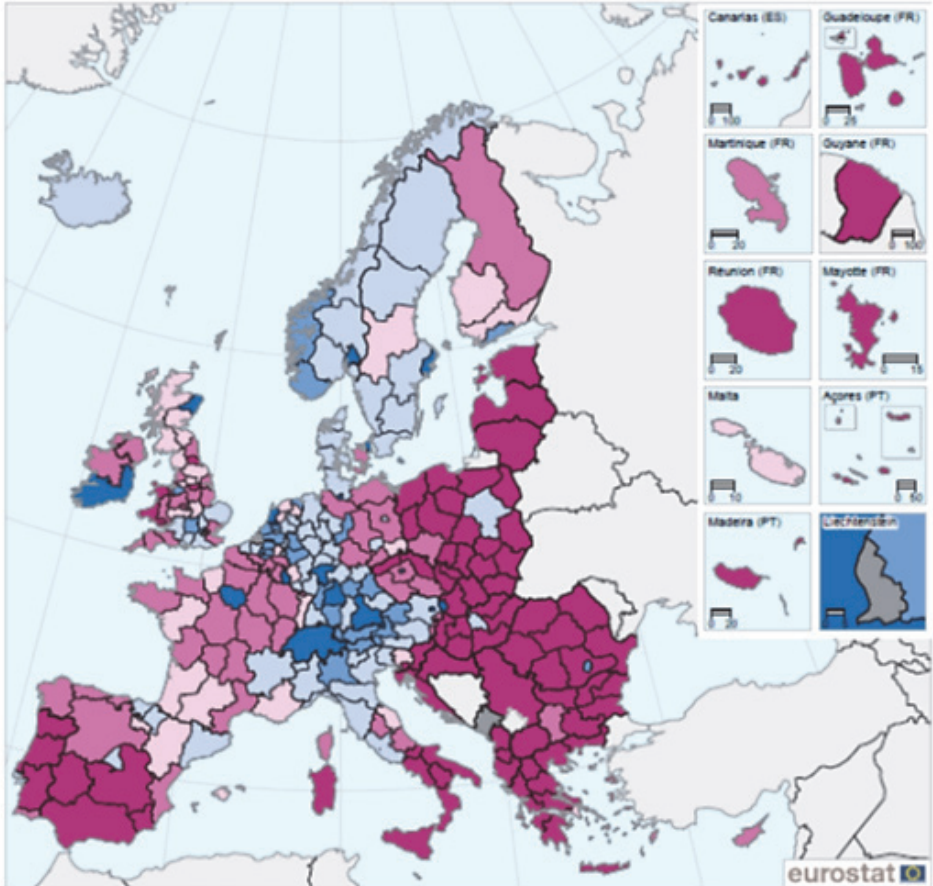 Canarias (ES)
0 100
Guadeloupe (FR)
0 25
Martinique (FR)
0 20
Guyane (FR)
0 100
Réunion (FR)
0 20
Mayotte (FR)
0 15
Malta
0 10
Açores (PT)
0 50
Madeira (PT)
0 20
Liechtenstein
eurostat